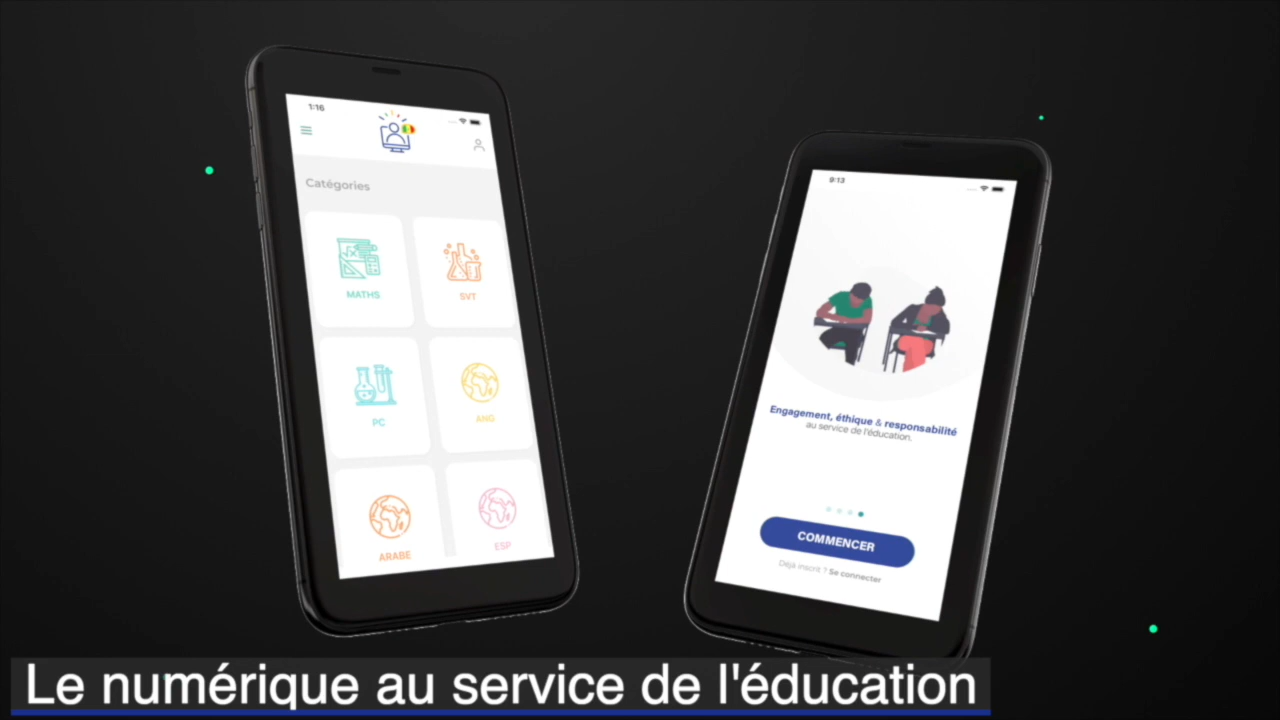 1:16
Catégories
MATHS
SVT
PC
ANG
ARABE
ESP
9:13
Engagement, éthique & responsabilité
au service de l'éducation.
COMMENCER
Déjà inscrit ? Se connecter
Le numérique au service de l'éducation